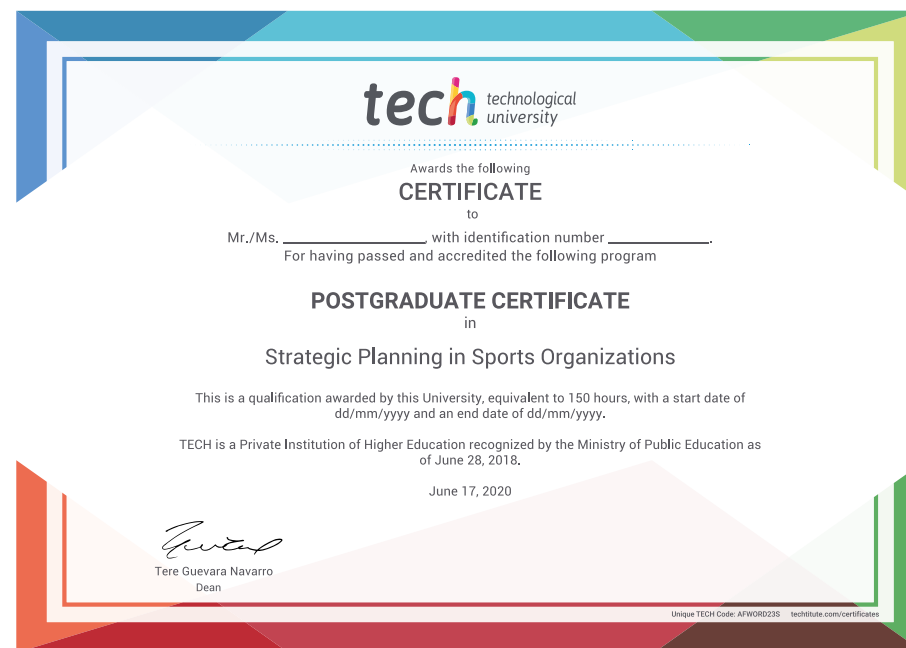 tech technological
university
Awards the following
CERTIFICATE
to
Mr./Ms. ____________________, with identification number ______________.
For having passed and accredited the following program
POSTGRADUATE CERTIFICATE
in
Strategic Planning in Sports Organizations
This is a qualification awarded by this University, equivalent to 150 hours, with a start date of
dd/mm/yyyy and an end date of dd/mm/yyyy.
TECH is a Private Institution of Higher Education recognized by the Ministry of Public Education as
of June 28, 2018.
June 17, 2020
Tere Guevara Navarro
Dean
Unique TECH Code: AFWORD23S techtitute.com/certificates